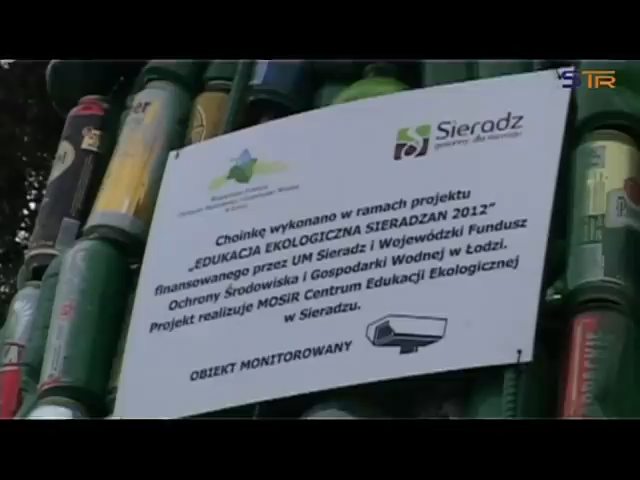 STR
Sieradz
Choinkę wykonano w ramach projektu
„EDUKACJA EKOLOGICZNA SIERADZAN 2012”
finansowanego przez UM Sieradz i Wojewódzki Fundusz
Ochrony Środowiska i Gospodarki Wodnej w Łodzi.
Projekt realizuje MOSiR Centrum Edukacji Ekologicznej
w Sieradzu.
OBIEKT MONITOROWANY